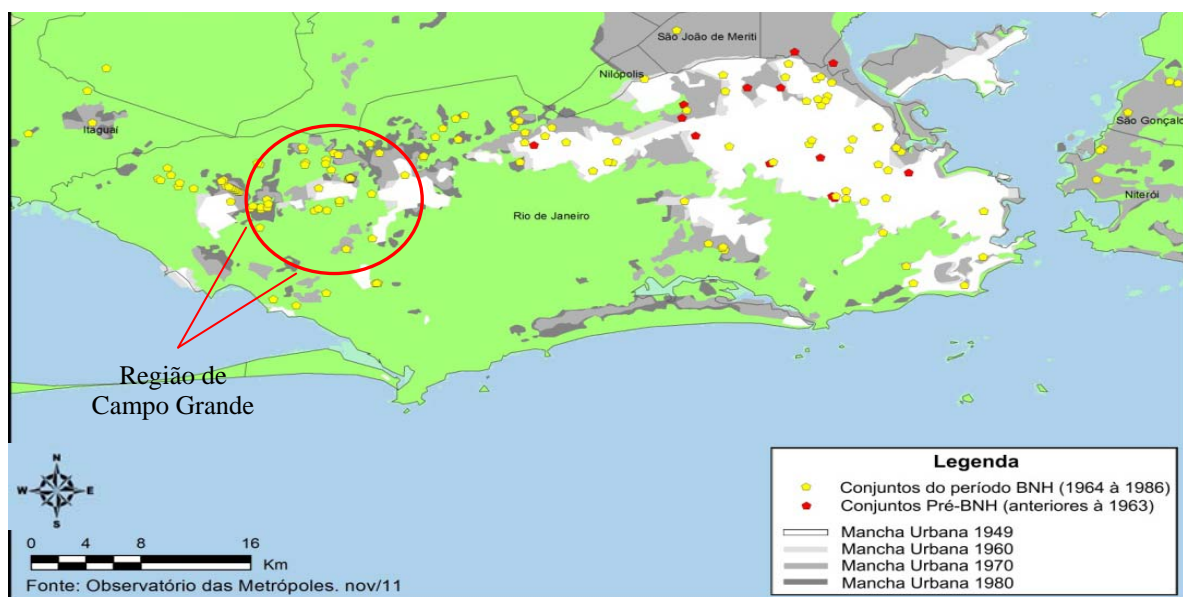 São João de Meriti
Nilópolis
Itaguaí
São Gonçalo
Niterói
Rio de Janeiro
Região de
Campo Grande
N
W E
S
0 4 8 16
Km
Fonte: Observatório das Metrópoles. nov/11
Legenda
Conjuntos do período BNH (1964 à 1986)
Conjuntos Pré-BNH (anteriores à 1963)
Mancha Urbana 1949
Mancha Urbana 1960
Mancha Urbana 1970
Mancha Urbana 1980